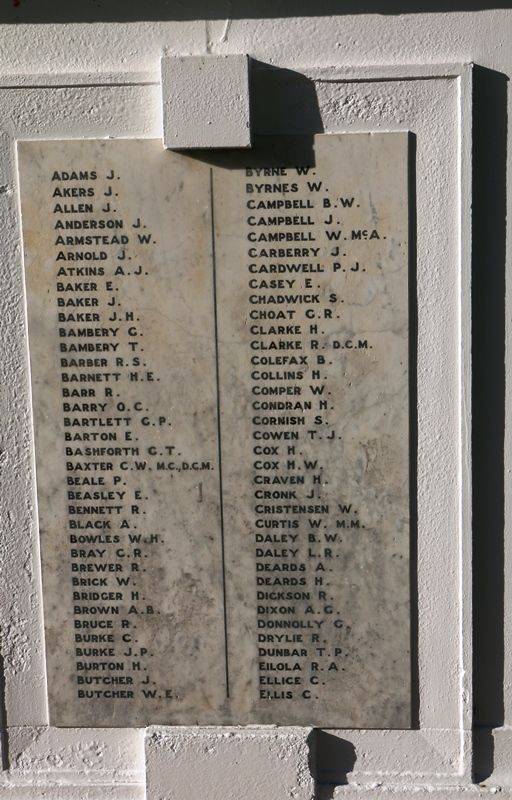 ADAMS J.
AKERS J.
ALLEN J.
ANDERSON J.
ARMSTEAD W.
ARNOLD J.
ATKINS A.J.
BAKER E.
BAKER J.
BAKER J.H.
BAMBERY G.
BAMBERY T.
BARBER R.S.
BARNETT H.E.
BARR R.
BARRY O.C.
BARTLETT G.P.
BARTON E.
BASHFORTH G.T.
BAXTER C.W. M.C.,D.C.M.
BEALE P.
BEASLEY E.
BENNETT R.
BLACK A.
BOWLES W.H.
BRAY C.R.
BREWER R.
BRICK W.
BRIDGER H.
BROWN A.B.
BRUCE R.
BURKE C.
BURKE J.P.
BURTON H.
BUTCHER J.
BUTCHER W.E.
BYRNE W.
BYRNES W.
CAMPBELL B.W.
CAMPBELL J.
CAMPBELL W.McA.
CARBERRY J.
CARDWELL P.J.
CASEY E.
CHADWICK S.
CHOAT G.R.
CLARKE H.
CLARKE R. D.C.M.
COLEFAX B.
COLLINS H.
COMPER W.
CONDRAN H.
CORNISH S.
COWEN T.J.
COX H.
COX H.W.
CRAVEN H.
CRONK J.
CRISTENSEN W.
CURTIS W. M.M.
DALEY B.W.
DALEY L.R.
DEARDS A.
DEARDS H.
DICKSON R.
DIXON A.G.
DONNOLLY G.
DRYLIE R.
DUNBAR T.P.
EILOLA R.A.
ELLICE C.
ELLIS C.